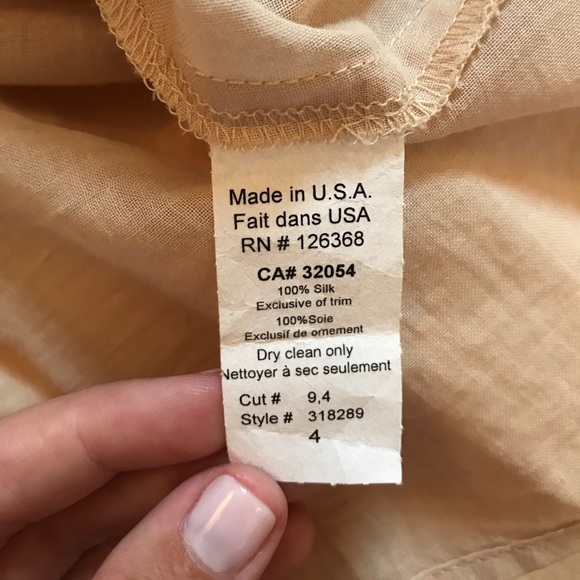 Made in U.S.A.
Fait dans USA
RN # 126368
CA# 32054
100% Silk
Exclusive of trim
100%Soie
Exclusif de ornement
Dry clean only
Nettoyer à sec seulement
Cut # 9,4
Style # 318289
4